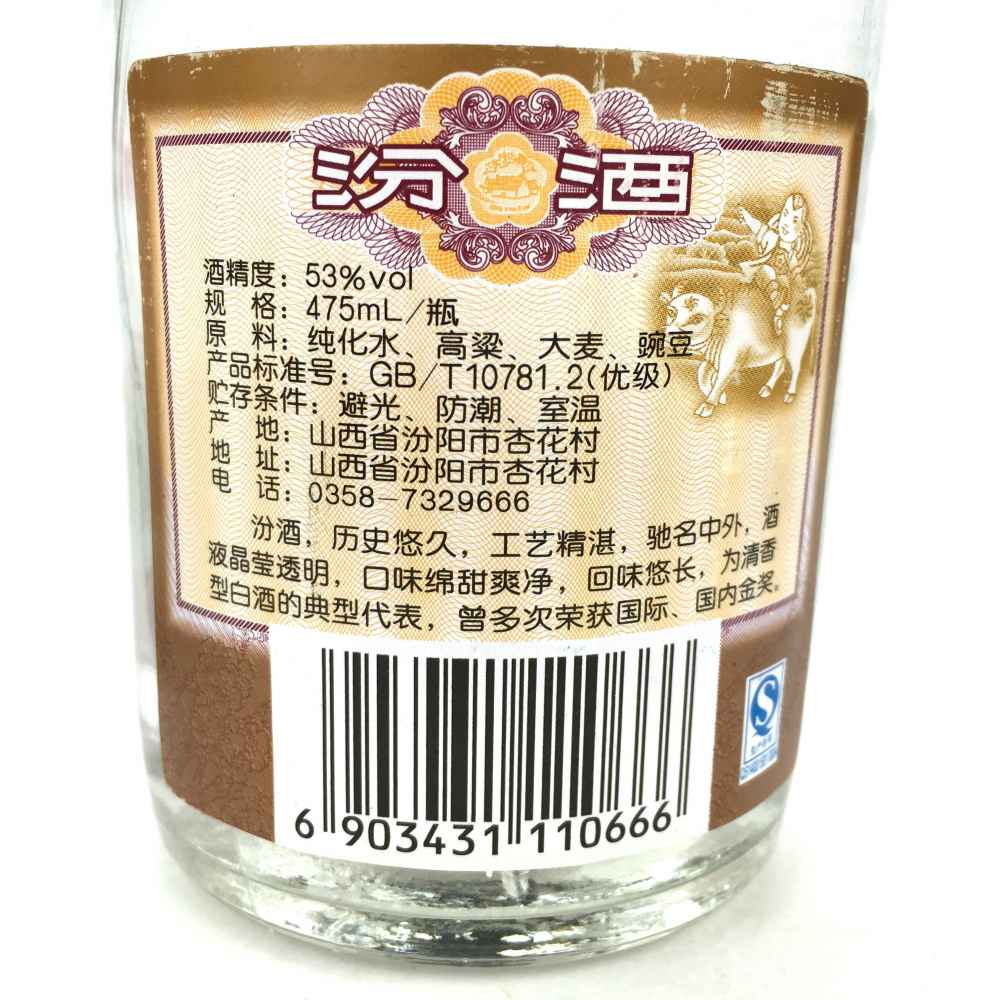 汾酒
酒精度：53%vol
规 格：475mL/瓶
原 料：纯化水、高粱、大麦、豌豆
产品标准号：GB/T10781.2(优级)
贮存条件：避光、防潮、室温
产 地：山西省汾阳市杏花村
地 址：山西省汾阳市杏花村
电 话：0358-7329666
汾酒，历史悠久，工艺精湛，驰名中外，酒
液晶莹透明，口味绵甜爽净，回味悠长，为清香
型白酒的典型代表，曾多次荣获国际、国内金奖。
6 903431 110666